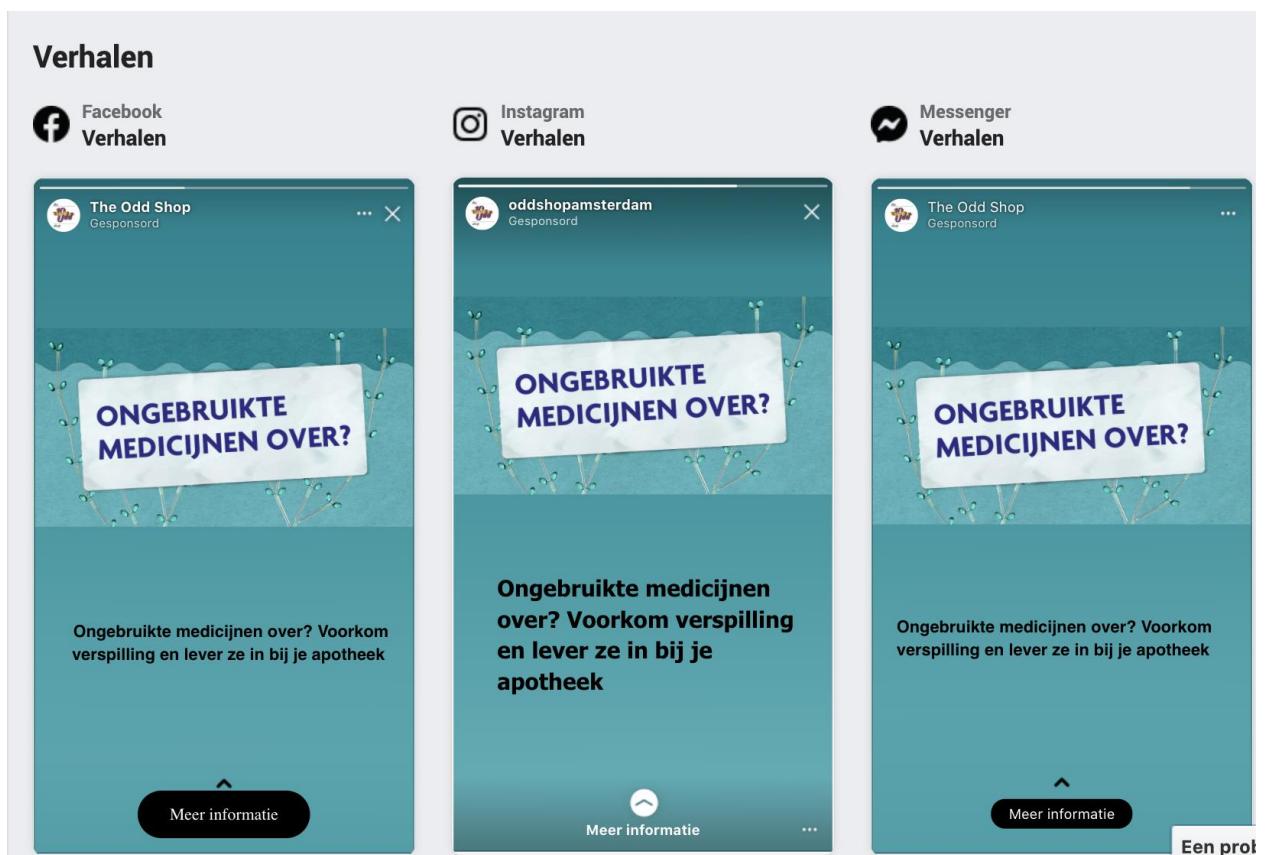 Verhalen
Facebook
Verhalen
Instagram
Verhalen
Messenger
Verhalen
The Odd Shop
Gesponsord
ONGEBRUIKTE
MEDICIJNEN OVER?
Ongebruikte medicijnen over? Voorkom
verspilling en lever ze in bij je apotheek
Meer informatie
oddshopamsterdam
Gesponsord
ONGEBRUIKTE
MEDICIJNEN OVER?
Ongebruikte medicijnen
over? Voorkom verspilling
en lever ze in bij je
apotheek
Meer informatie
The Odd Shop
Gesponsord
ONGEBRUIKTE
MEDICIJNEN OVER?
Ongebruikte medicijnen over? Voorkom
verspilling en lever ze in bij je apotheek
Meer informatie
Een